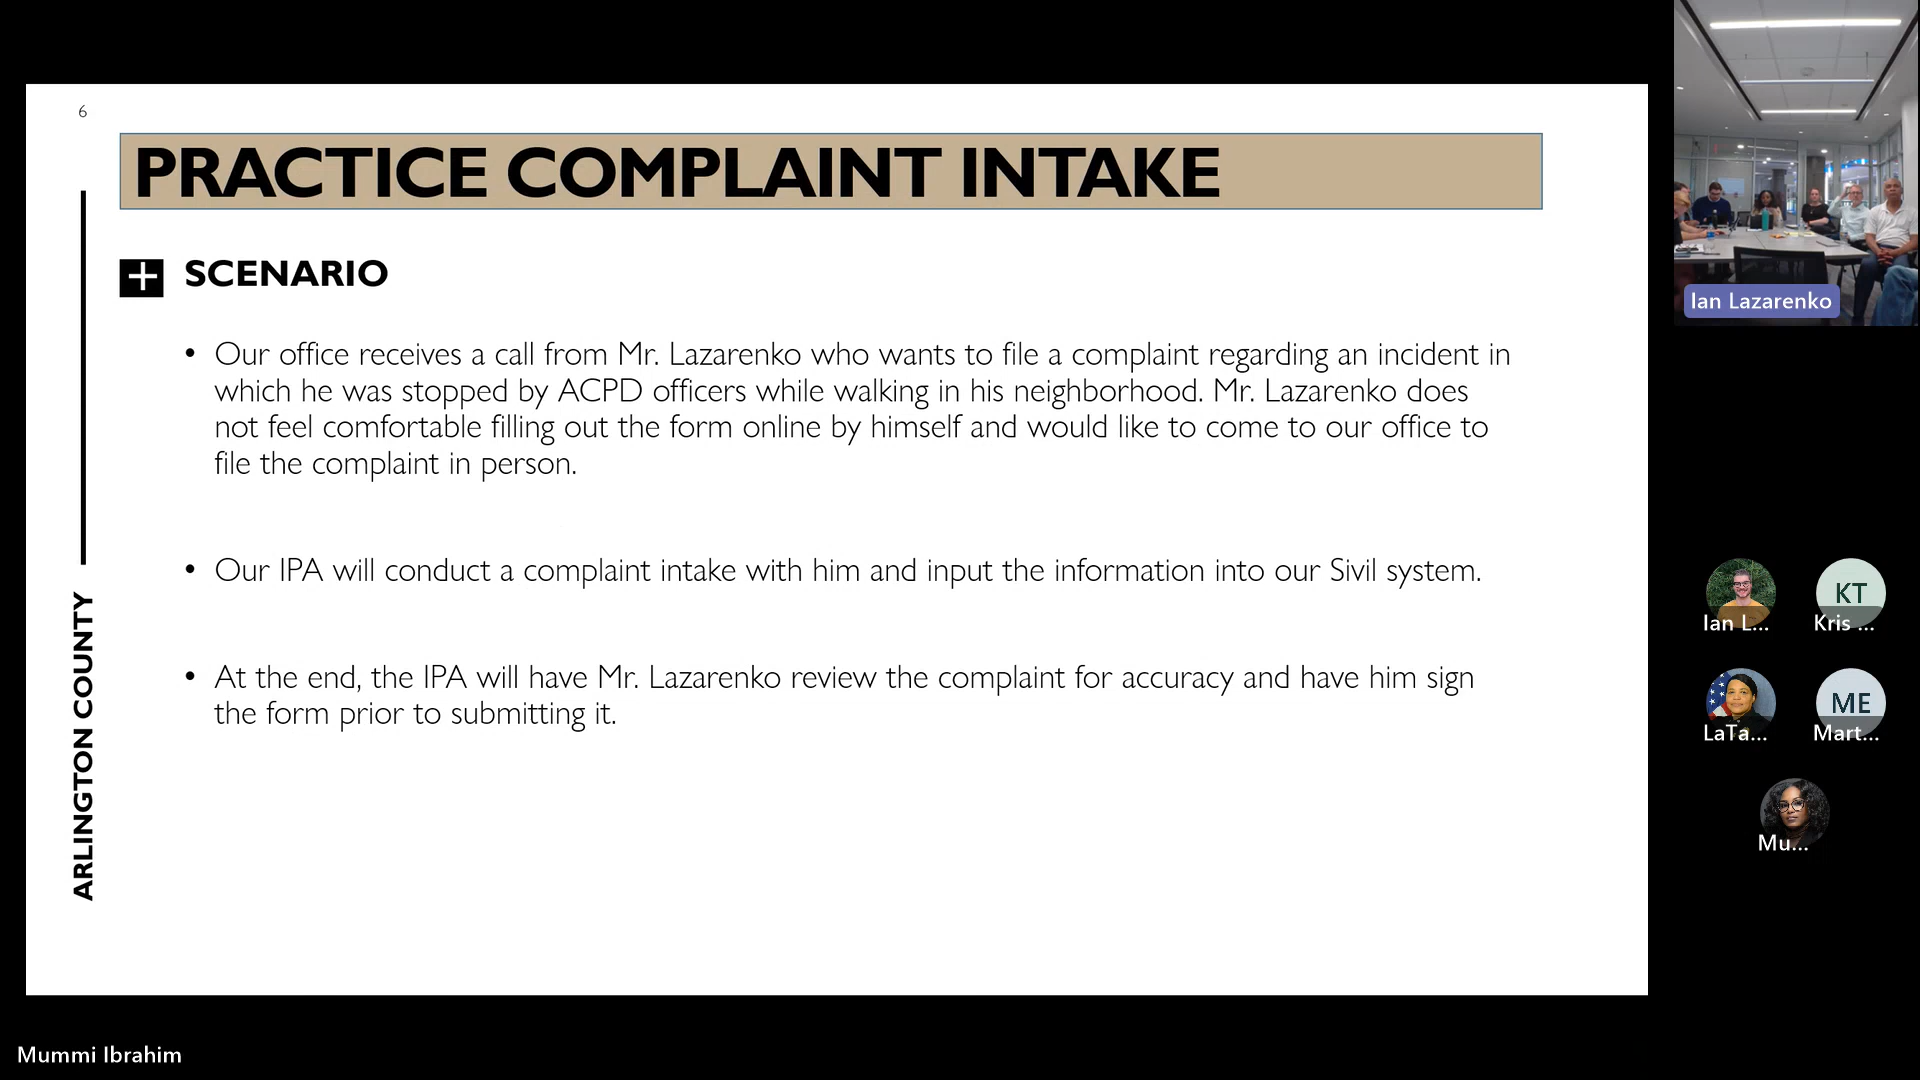 6
PRACTICE COMPLAINT INTAKE
SCENARIO
• Our office receives a call from Mr. Lazarenko who wants to file a complaint regarding an incident in
which he was stopped by ACPD officers while walking in his neighborhood. Mr. Lazarenko does
not feel comfortable filling out the form online by himself and would like to come to our office to
file the complaint in person.
• Our IPA will conduct a complaint intake with him and input the information into our Sivil system.
• At the end, the IPA will have Mr. Lazarenko review the complaint for accuracy and have him sign
the form prior to submitting it.
ARLINGTON COUNTY
Ian Lazarenko
Ian L...
KT
Kris ...
LaTa...
ME
Mart...
Mu...
Mummi Ibrahim